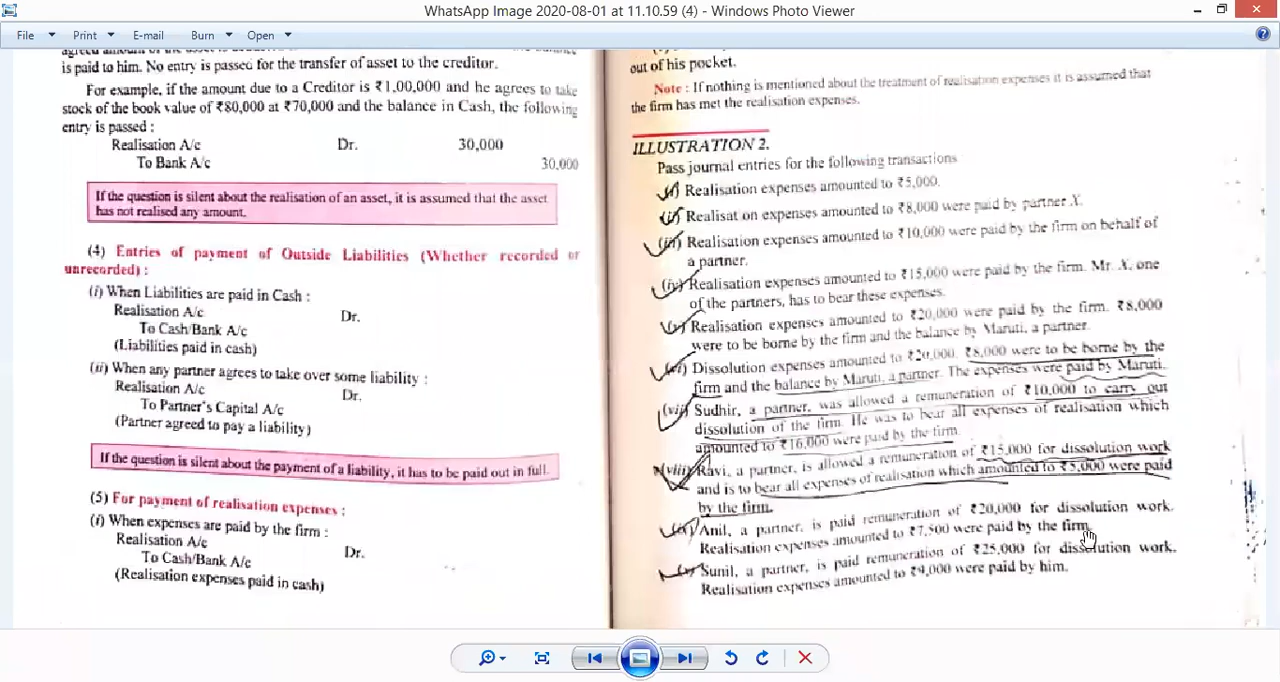 WhatsApp Image 2020-08-01 at 11.10.59 (4) - Windows Photo Viewer
File Print E-mail Burn Open
is paid to him. No entry is passed for the transfer of asset to the creditor.
For example, if the amount due to a Creditor is ₹1,00,000 and he agrees to take
stock of the book value of ₹80,000 at ₹70,000 and the balance in Cash, the following
entry is passed :
Realisation A/c Dr. 30,000
To Bank A/c 30,000
If the question is silent about the realisation of an asset, it is assumed that the asset
has not realised any amount.
(4) Entries of payment of Outside Liabilities (Whether recorded or
unrecorded) :
(i) When Liabilities are paid in Cash :
Realisation A/c Dr.
To Cash/Bank A/c
(Liabilities paid in cash)
(ii) When any partner agrees to take over some liability :
Realisation A/c Dr.
To Partner's Capital A/c
(Partner agreed to pay a liability)
If the question is silent about the payment of a liability, it has to be paid out in full.
(5) For payment of realisation expenses :
(i) When expenses are paid by the firm :
Realisation A/c Dr.
To Cash/Bank A/c
(Realisation expenses paid in cash)
out of his pocket.
Note : If nothing is mentioned about the treatment of realisation expenses it is assumed that
the firm has met the realisation expenses.
ILLUSTRATION 2.
Pass journal entries for the following transactions
(i) Realisation expenses amounted to ₹5,000.
(ii) Realisat on expenses amounted to ₹8,000 were paid by partner X.
(iii) Realisation expenses amounted to ₹10,000 were paid by the firm on behalf of
a partner.
(iv) Realisation expenses amounted to ₹15,000 were paid by the firm. Mr. X, one
of the partners, has to bear these expenses.
(v) Realisation expenses amounted to ₹20,000 were paid by the firm. ₹8,000
were to be borne by the firm and the balance by Maruti, a partner.
(vi) Dissolution expenses amounted to ₹20,000. ₹8,000 were to be borne by the
firm and the balance by Maruti, a partner. The expenses were paid by Maruti.
(vii) Sudhir, a partner, was allowed a remuneration of ₹10,000 to carry out
dissolution of the firm. He was to bear all expenses of realisation which
amounted to ₹16,000 were paid by the firm.
(viii) Ravi, a partner, is allowed a remuneration of ₹15,000 for dissolution work
and is to bear all expenses of realisation which amounted to ₹5,000 were paid
by the firm.
(ix) Anil, a partner, is paid remuneration of ₹20,000 for dissolution work.
Realisation expenses amounted to ₹7,500 were paid by the firm.
(x) Sunil, a partner, is paid remuneration of ₹25,000 for dissolution work.
Realisation expenses amounted to ₹9,000 were paid by him.